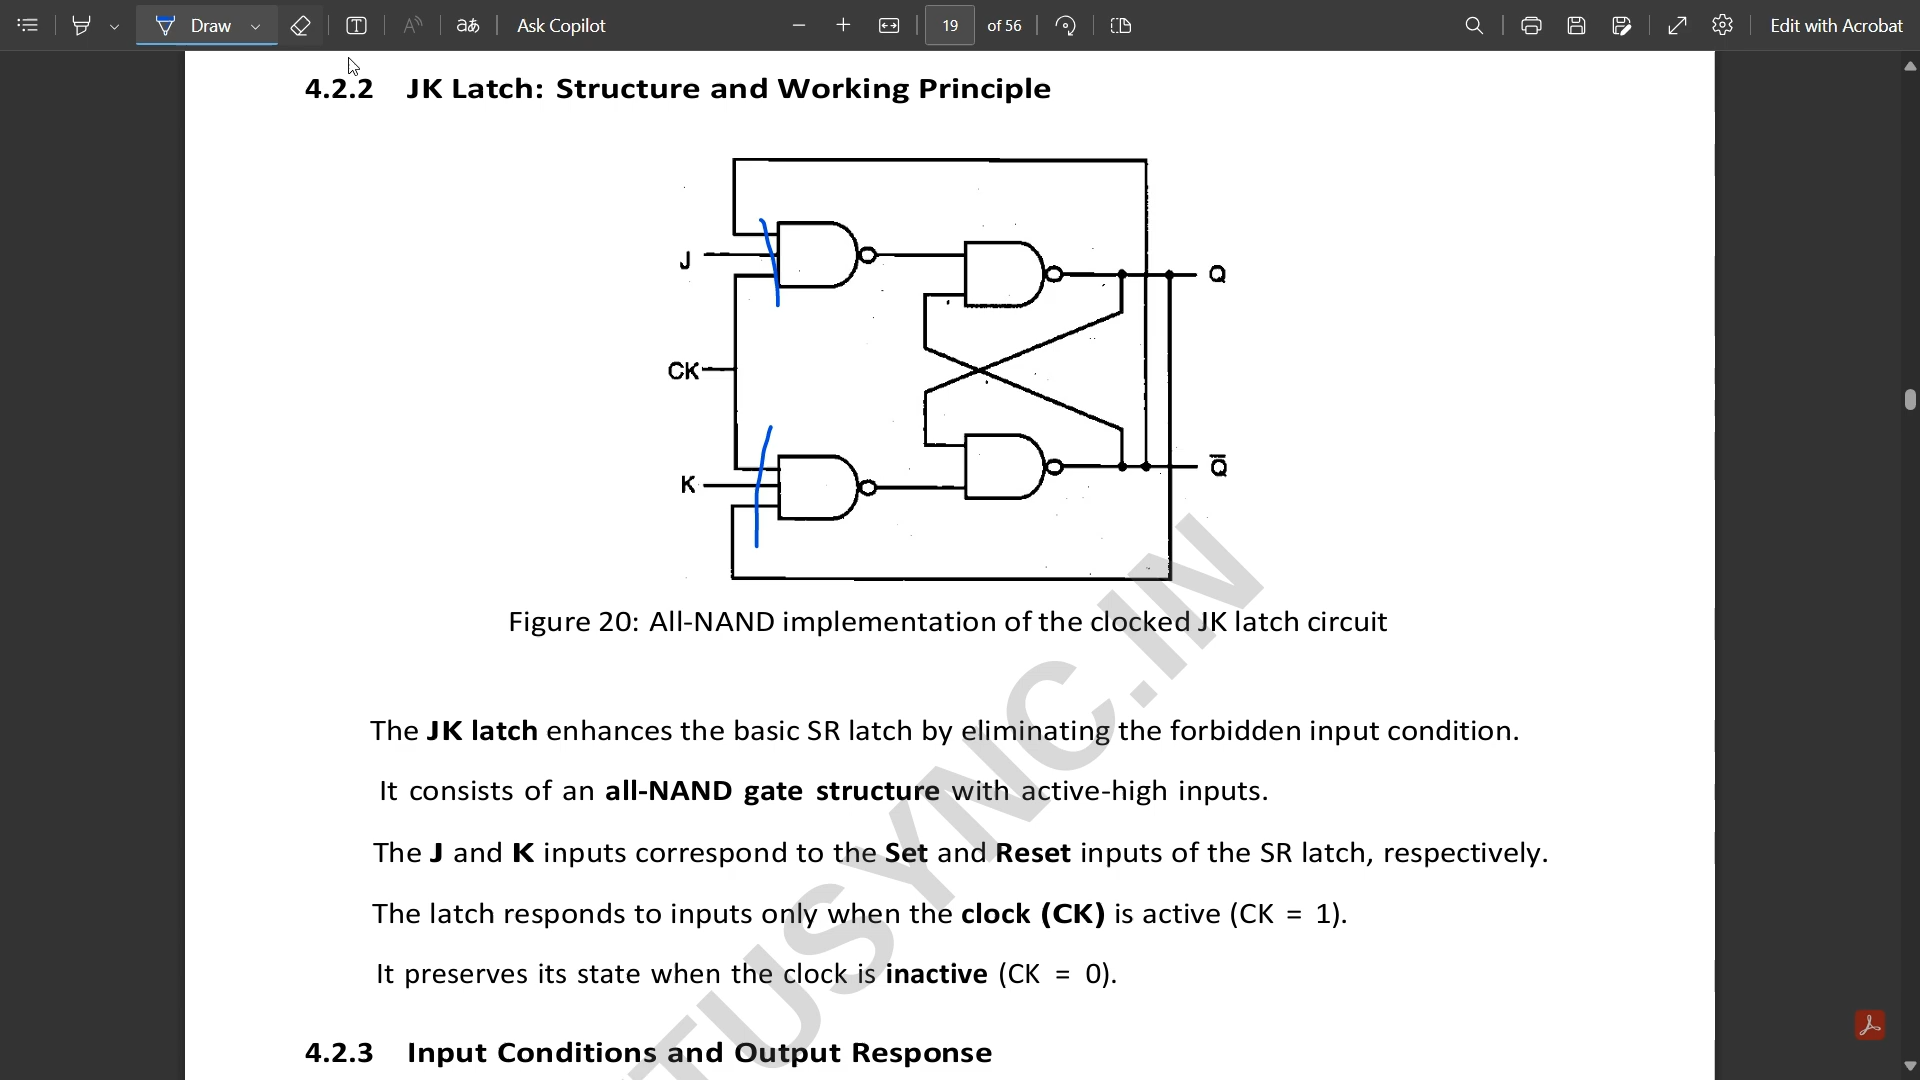 Draw
aあ
Ask Copilot
19 of 56
Edit with Acrobat
4.2.2 JK Latch: Structure and Working Principle
J
CK
K
Q
Q̅
Figure 20: All-NAND implementation of the clocked JK latch circuit
The JK latch enhances the basic SR latch by eliminating the forbidden input condition.
It consists of an all-NAND gate structure with active-high inputs.
The J and K inputs correspond to the Set and Reset inputs of the SR latch, respectively.
The latch responds to inputs only when the clock (CK) is active (CK = 1).
It preserves its state when the clock is inactive (CK = 0).
4.2.3 Input Conditions and Output Response
TUSYNC.IN